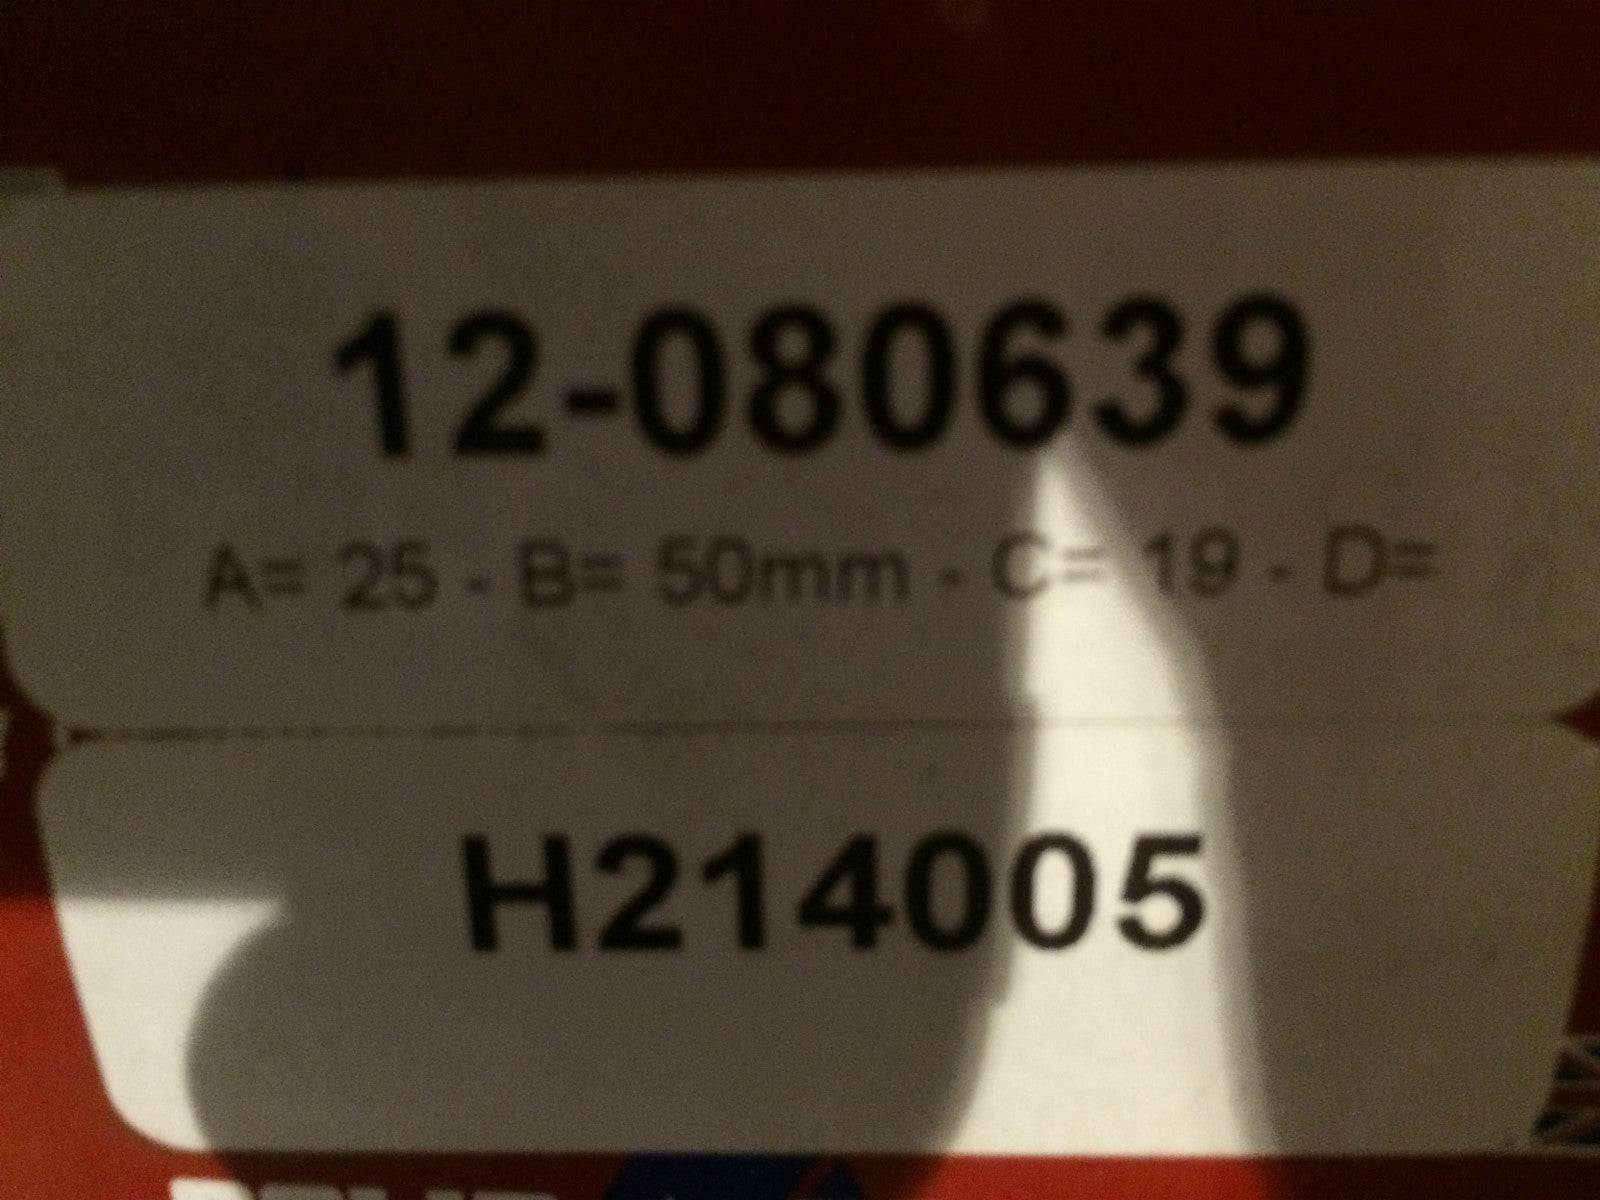 12-080639
A= 25 - B= 50mm - C= 19 - D=
H214005